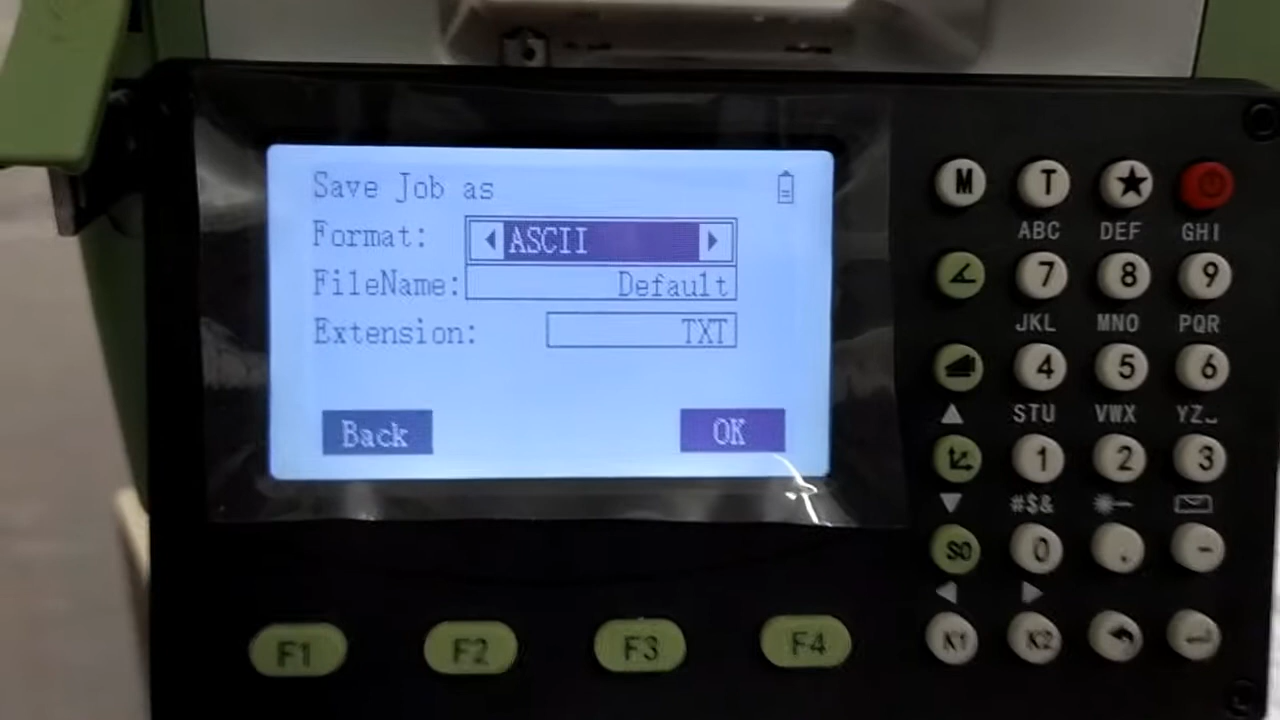 Save Job as
Format: ASCII
FileName: Default
Extension: TXT
Back OK
M T
ABC DEF GHI
7 8 9
JKL MNO PQR
4 5 6
STU VWX YZ_
1 2 3
#$& *—
SO 0 . -
F1 F2 F3 F4 K1 K2